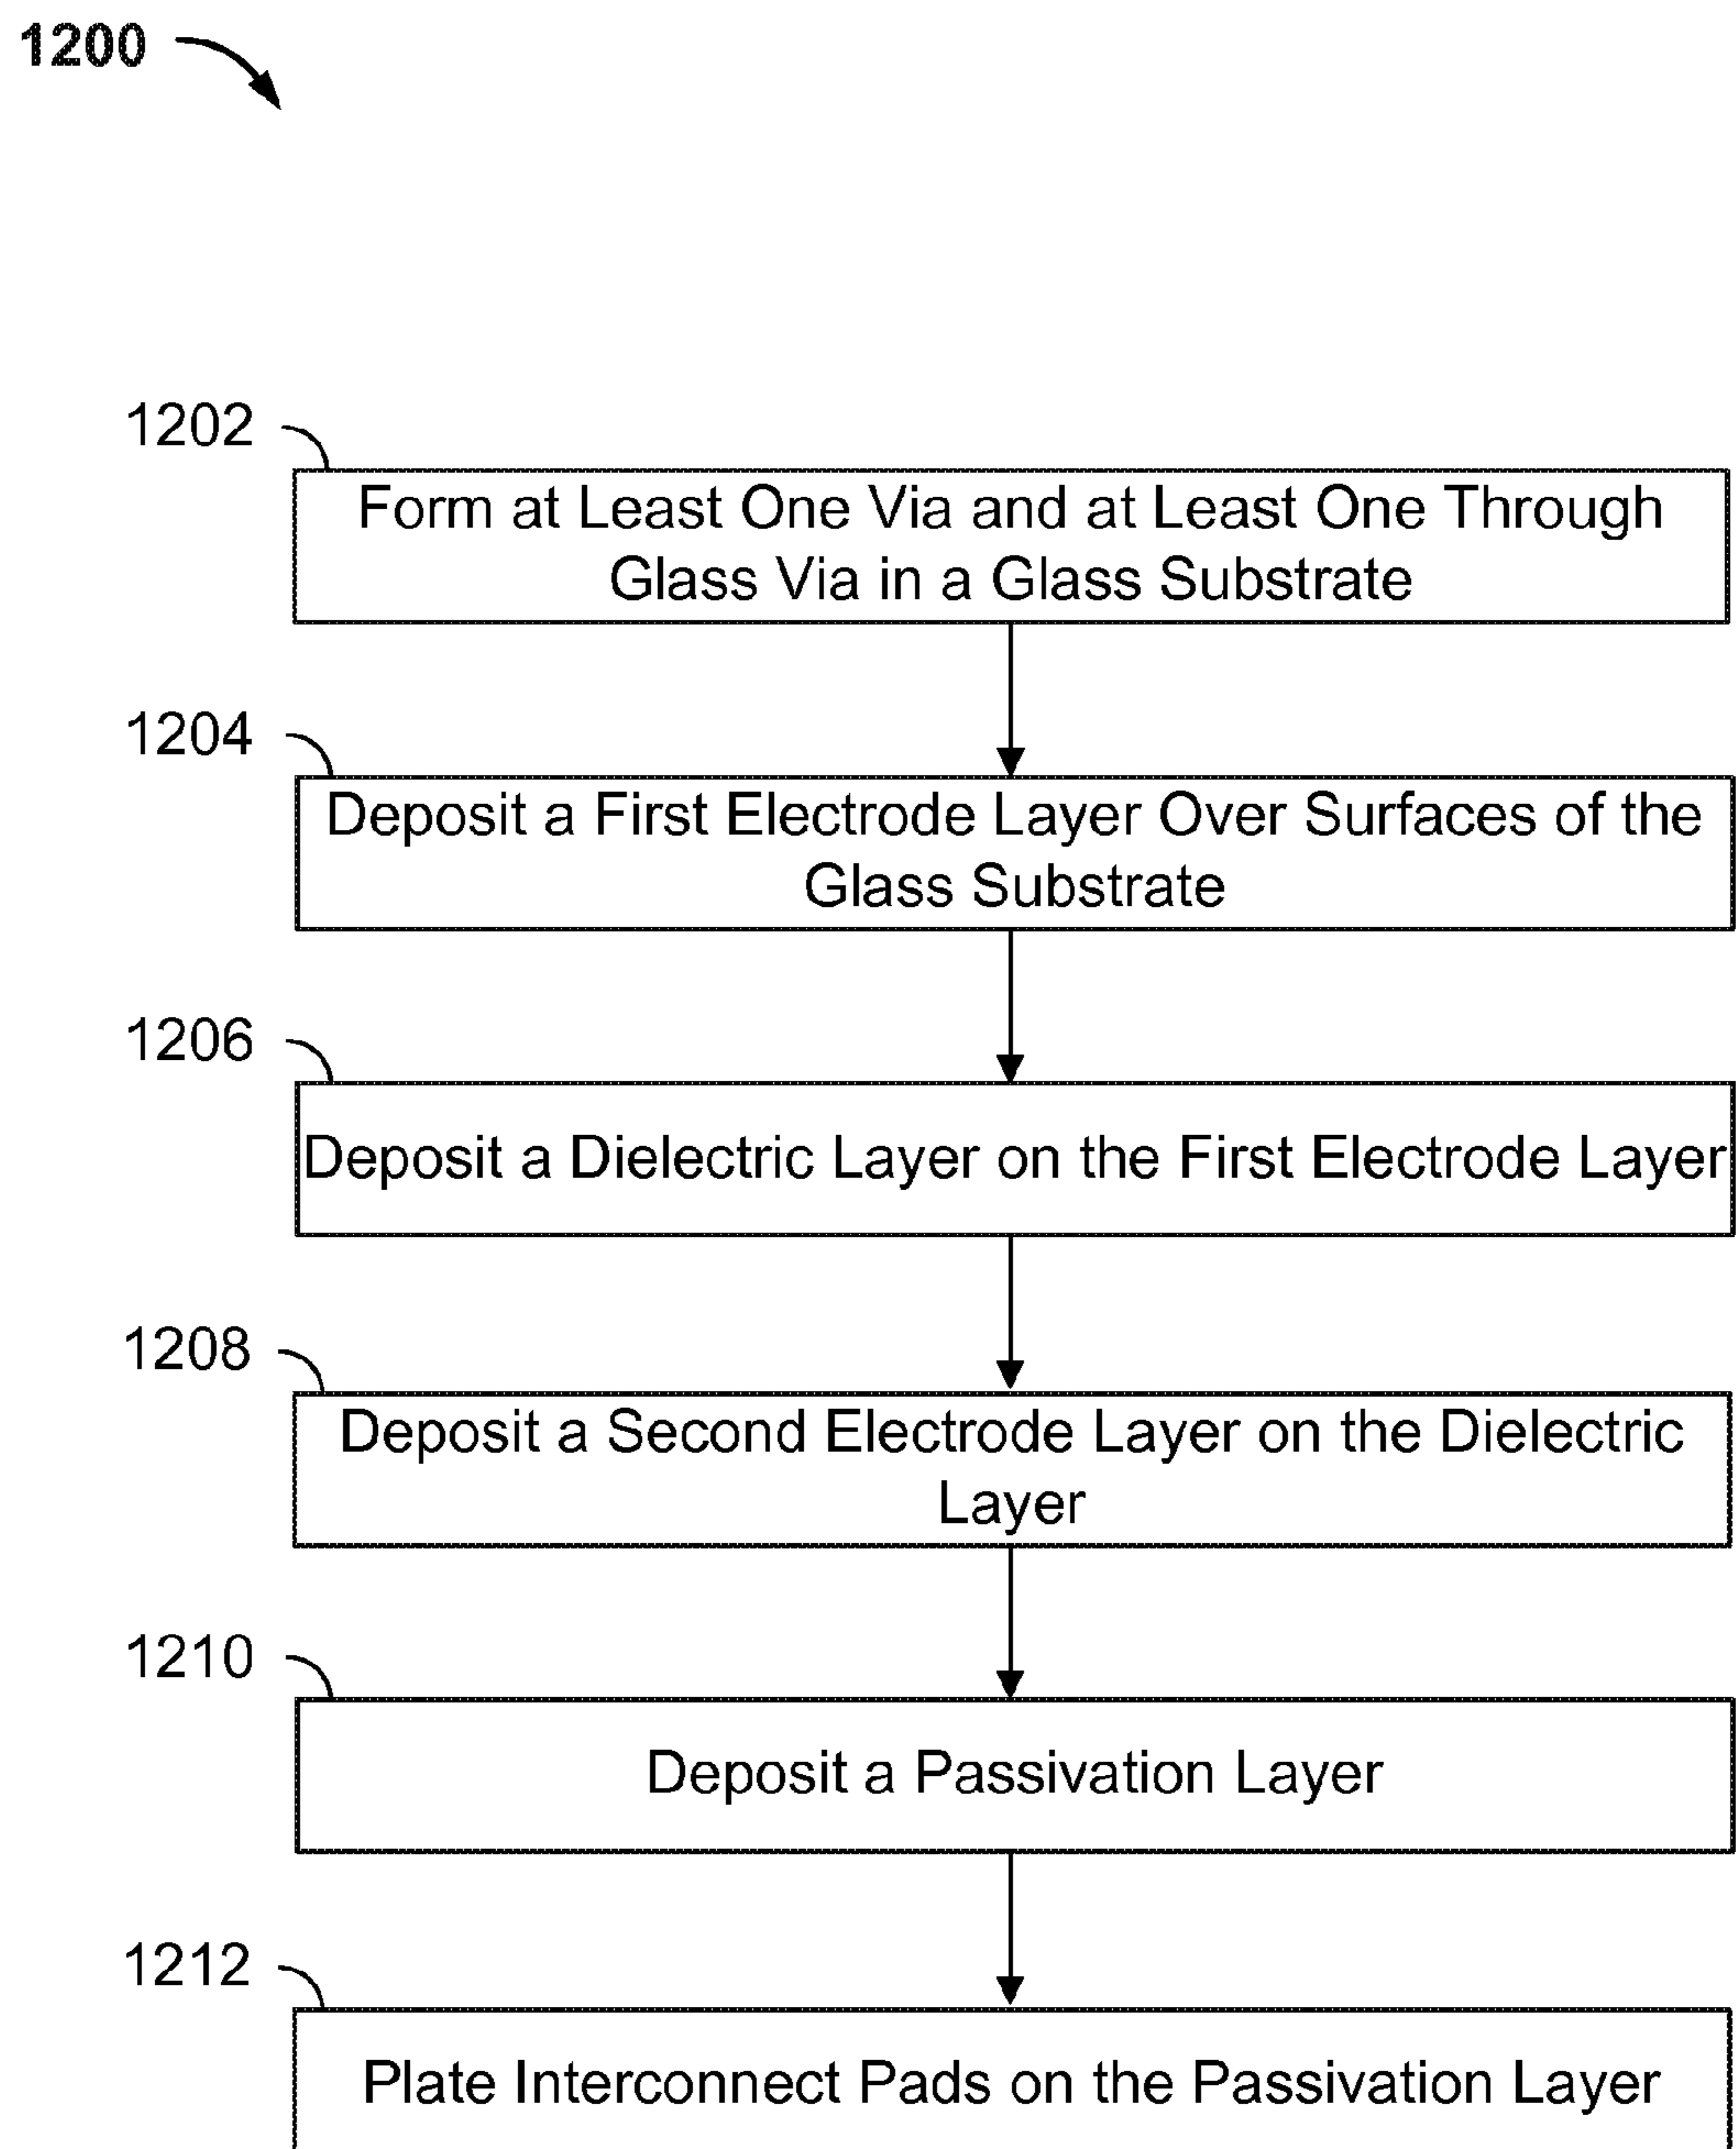 1200
1202
Form at Least One Via and at Least One Through
Glass Via in a Glass Substrate
1204
Deposit a First Electrode Layer Over Surfaces of the
Glass Substrate
1206
Deposit a Dielectric Layer on the First Electrode Layer
1208
Deposit a Second Electrode Layer on the Dielectric
Layer
1210
Deposit a Passivation Layer
1212
Plate Interconnect Pads on the Passivation Layer